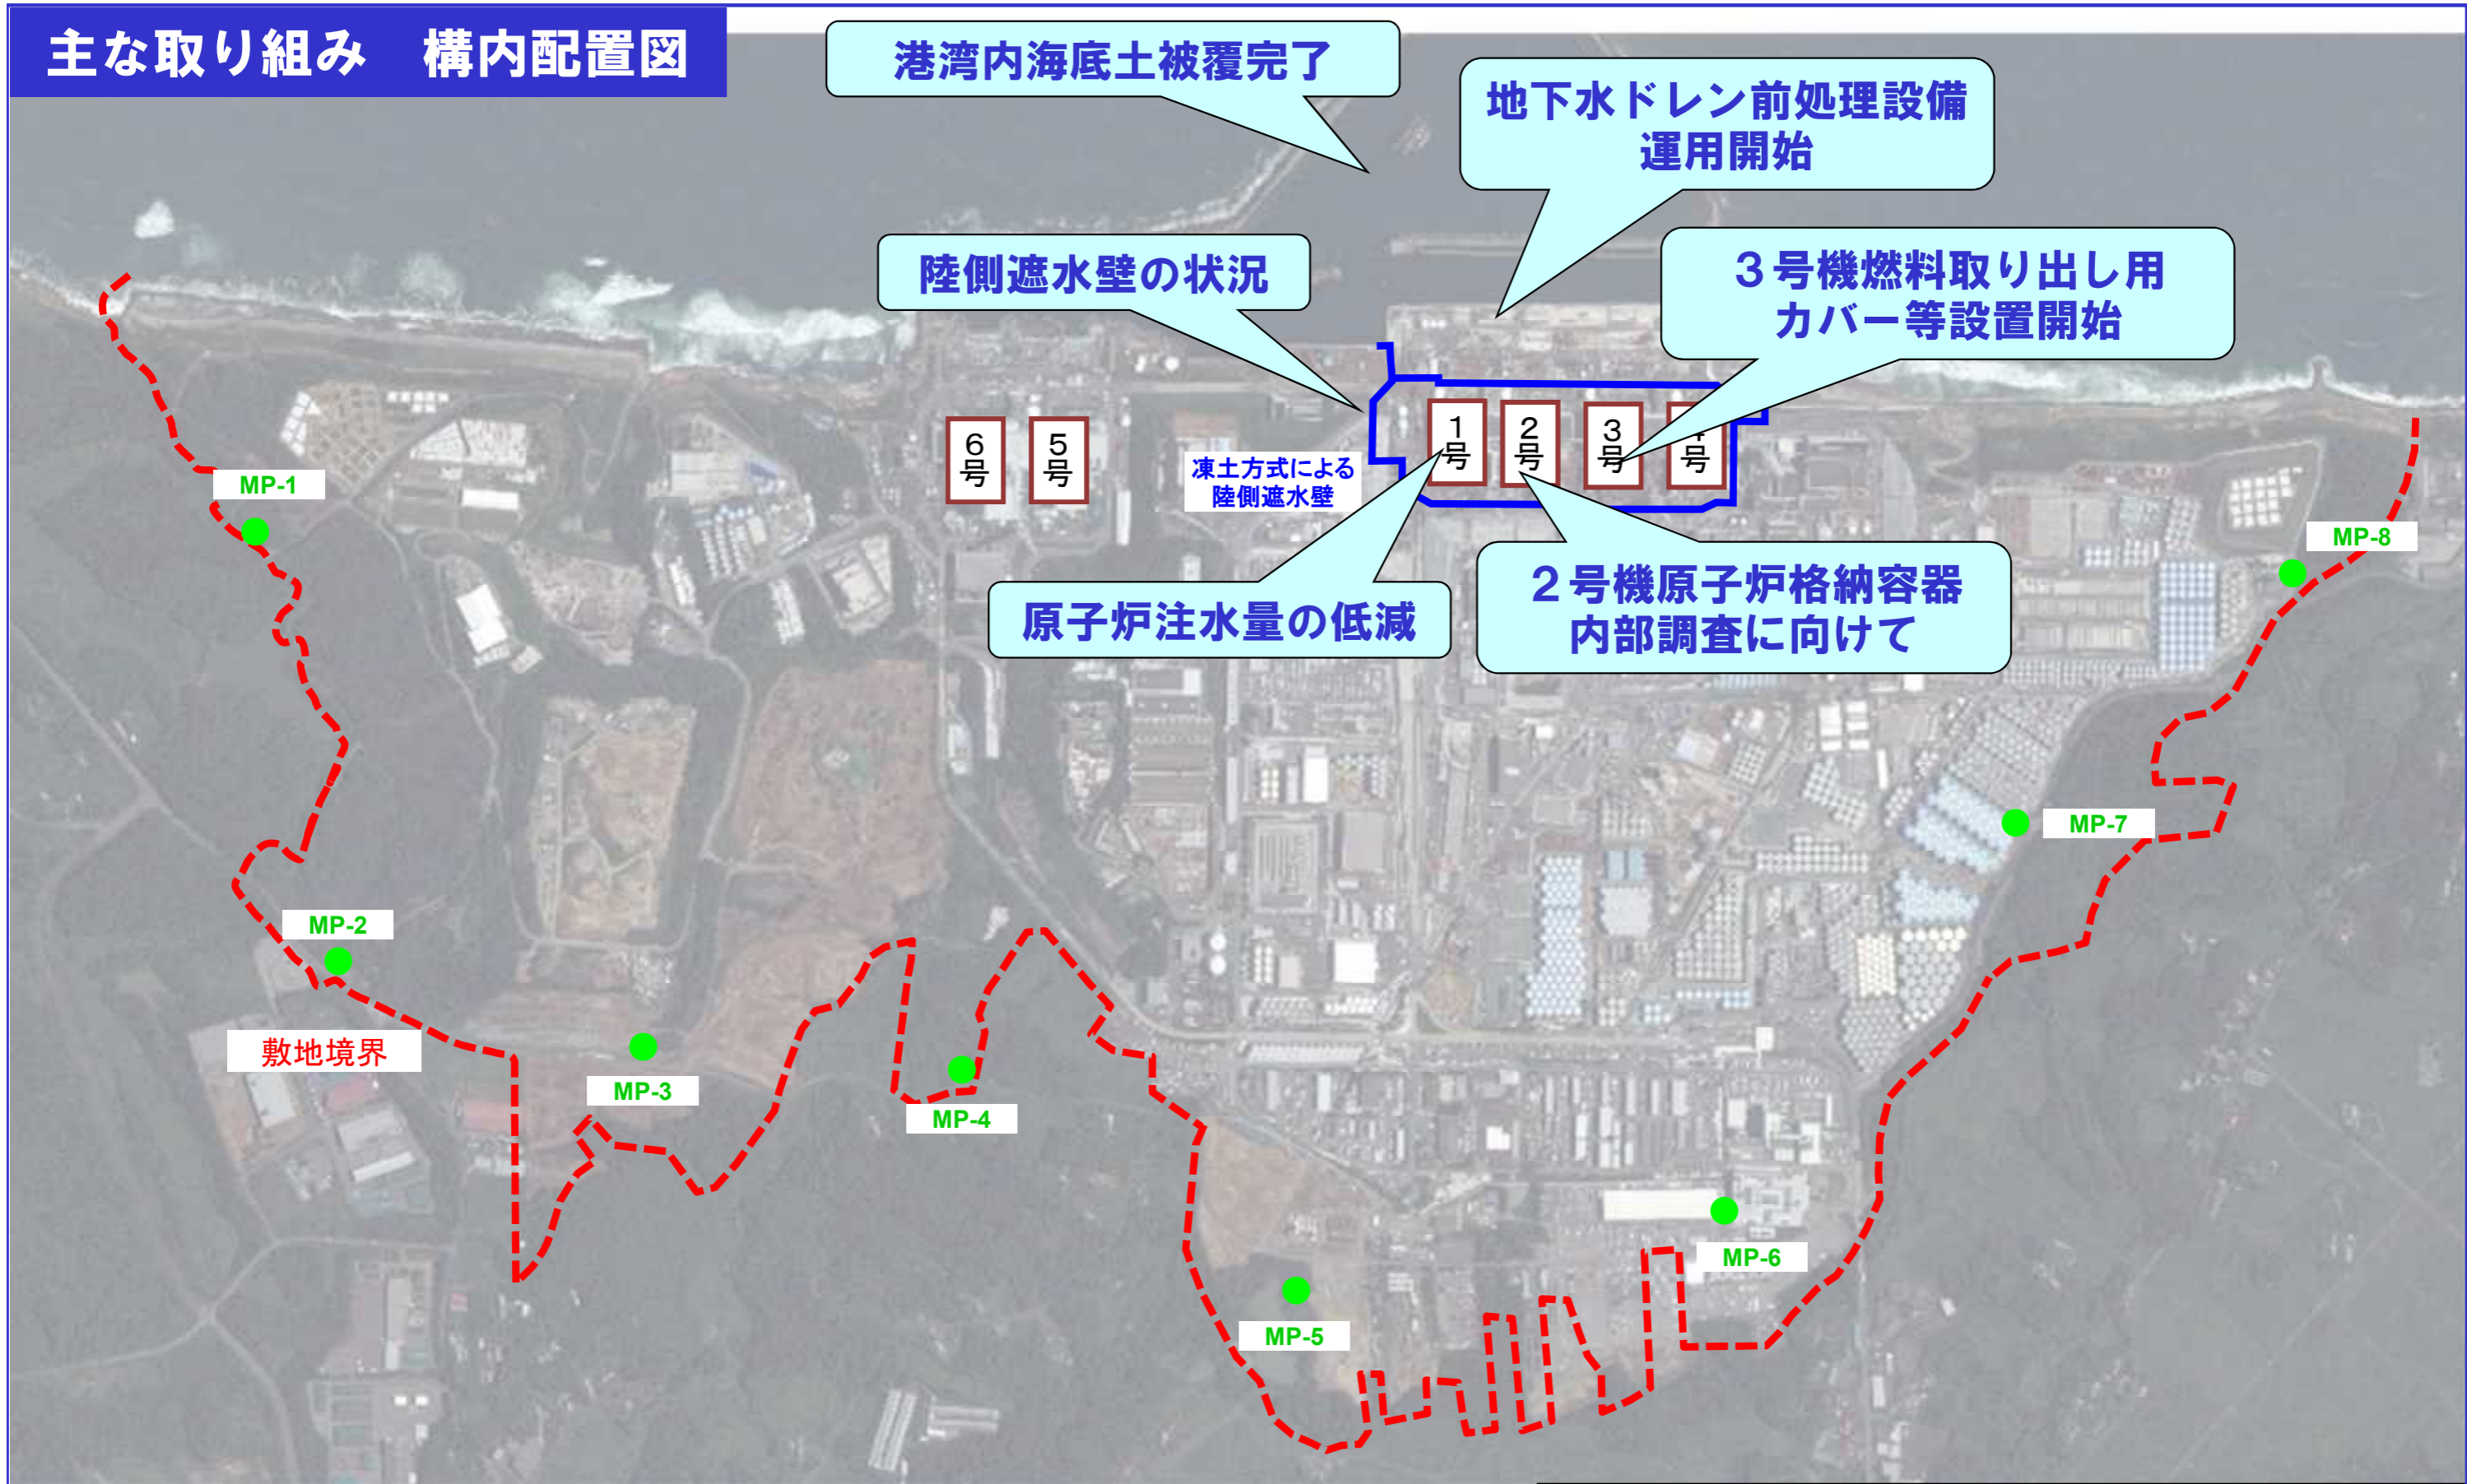 主な取り組み　構内配置図
港湾内海底土被覆完了
地下水ドレン前処理設備
運用開始
陸側遮水壁の状況
３号機燃料取り出し用
カバー等設置開始
6号
5号
1号
2号
3号
4号
凍土方式による
陸側遮水壁
MP-1
MP-8
原子炉注水量の低減
２号機原子炉格納容器
内部調査に向けて
MP-7
MP-2
敷地境界
MP-3
MP-4
MP-6
MP-5